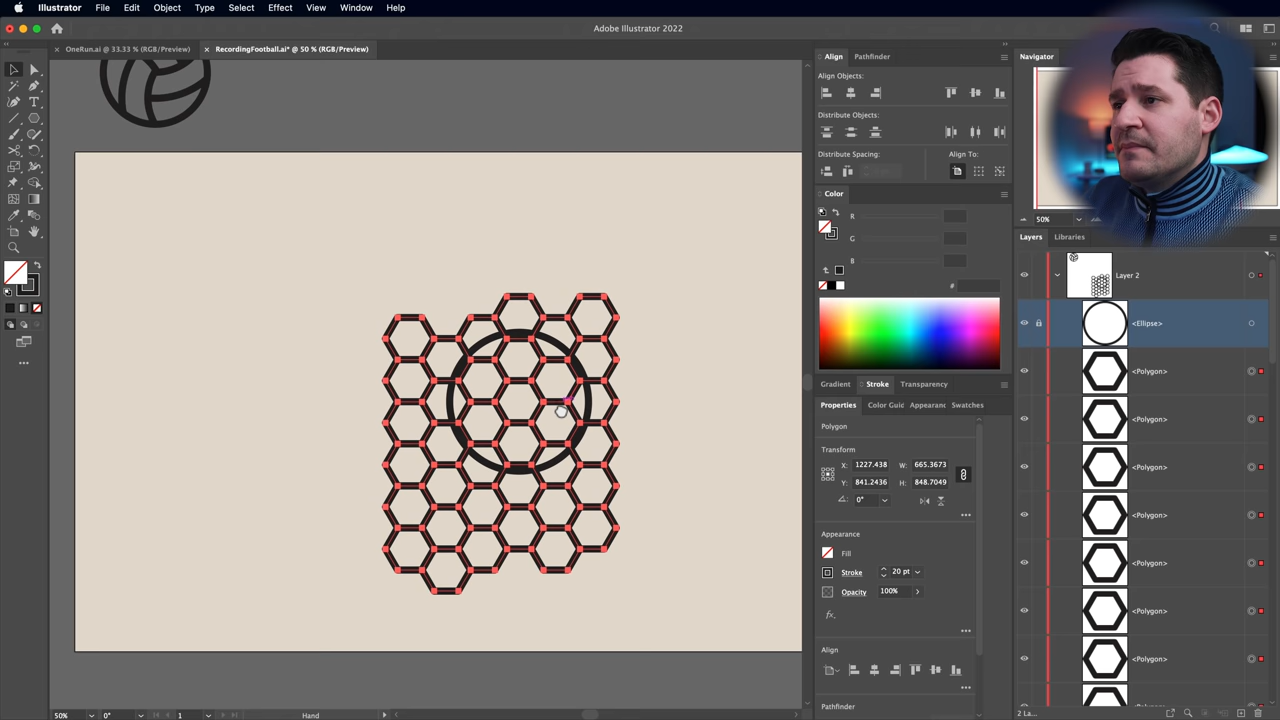 Illustrator File Edit Object Type Select Effect View Window Help
Adobe Illustrator 2022
× OneRun.ai @ 33.33 % (RGB/Preview) × RecordingFootball.ai* @ 50 % (RGB/Preview)
Align Pathfinder
Align Objects:
Distribute Objects:
Distribute Spacing: Align To:
Color
R
G
B
#
Gradient Stroke Transparency
Properties Color Guid Appearanc Swatches
Polygon
Transform
X: 1227.438 W: 665.3673
Y: 841.2436 H: 848.7049
0°
Appearance
Fill
Stroke 20 pt
Opacity 100%
fx
Align
Pathfinder
Navigator
50%
Layers Libraries
Layer 2
<Ellipse>
<Polygon>
<Polygon>
<Polygon>
<Polygon>
<Polygon>
<Polygon>
<Polygon>
2 La...
50% 0° 1 Hand